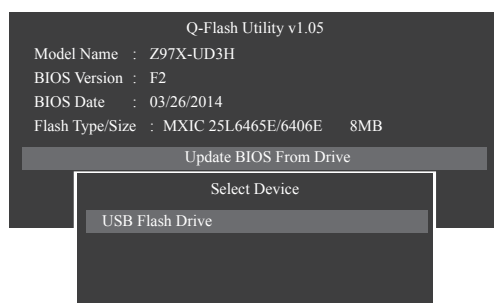 Q-Flash Utility v1.05
Model Name : Z97X-UD3H
BIOS Version : F2
BIOS Date : 03/26/2014
Flash Type/Size : MXIC 25L6465E/6406E 8MB
Update BIOS From Drive
Select Device
USB Flash Drive